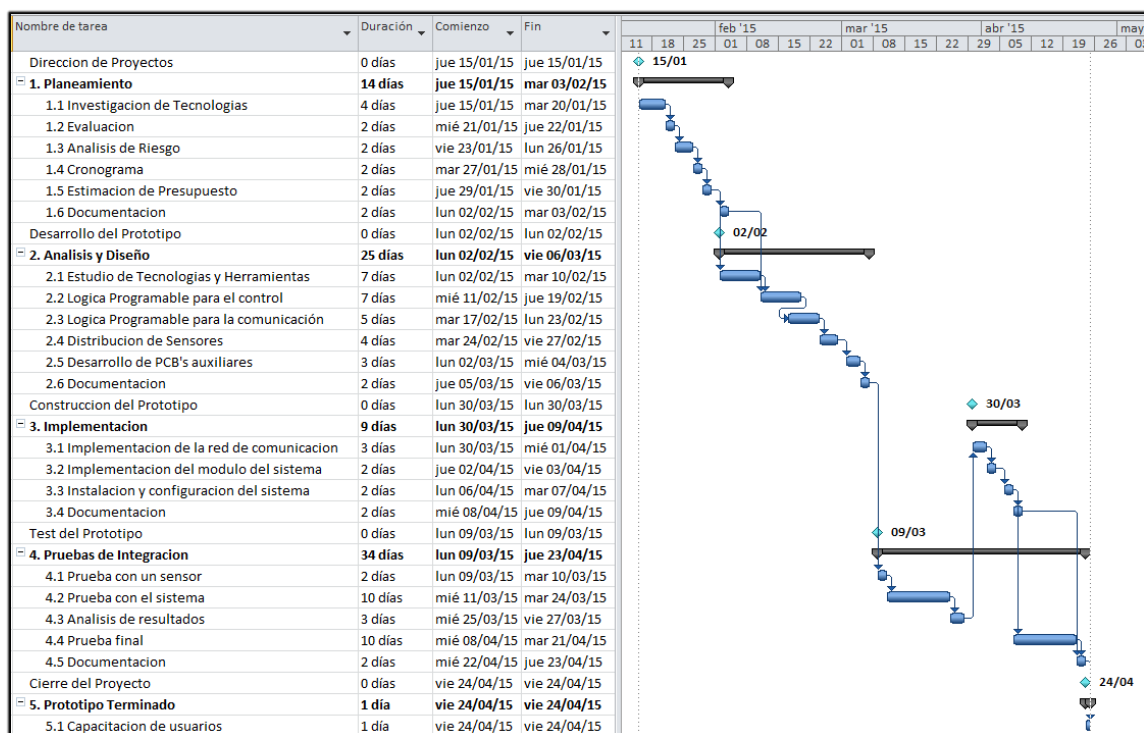 Nombre de tarea Duración Comienzo Fin
feb '15 mar '15 abr '15 may
11 18 25 01 08 15 22 01 08 15 22 29 05 12 19 26 03
Direccion de Proyectos 0 días jue 15/01/15 jue 15/01/15 15/01
1. Planeamiento 14 días jue 15/01/15 mar 03/02/15
1.1 Investigacion de Tecnologias 4 días jue 15/01/15 mar 20/01/15
1.2 Evaluacion 2 días mié 21/01/15 jue 22/01/15
1.3 Analisis de Riesgo 2 días vie 23/01/15 lun 26/01/15
1.4 Cronograma 2 días mar 27/01/15 mié 28/01/15
1.5 Estimacion de Presupuesto 2 días jue 29/01/15 vie 30/01/15
1.6 Documentacion 2 días lun 02/02/15 mar 03/02/15
Desarrollo del Prototipo 0 días lun 02/02/15 lun 02/02/15 02/02
2. Analisis y Diseño 25 días lun 02/02/15 vie 06/03/15
2.1 Estudio de Tecnologias y Herramientas 7 días lun 02/02/15 mar 10/02/15
2.2 Logica Programable para el control 7 días mié 11/02/15 jue 19/02/15
2.3 Logica Programable para la comunicación 5 días mar 17/02/15 lun 23/02/15
2.4 Distribucion de Sensores 4 días mar 24/02/15 vie 27/02/15
2.5 Desarrollo de PCB's auxiliares 3 días lun 02/03/15 mié 04/03/15
2.6 Documentacion 2 días jue 05/03/15 vie 06/03/15
Construccion del Prototipo 0 días lun 30/03/15 lun 30/03/15 30/03
3. Implementacion 9 días lun 30/03/15 jue 09/04/15
3.1 Implementacion de la red de comunicacion 3 días lun 30/03/15 mié 01/04/15
3.2 Implementacion del modulo del sistema 2 días jue 02/04/15 vie 03/04/15
3.3 Instalacion y configuracion del sistema 2 días lun 06/04/15 mar 07/04/15
3.4 Documentacion 2 días mié 08/04/15 jue 09/04/15
Test del Prototipo 0 días lun 09/03/15 lun 09/03/15 09/03
4. Pruebas de Integracion 34 días lun 09/03/15 jue 23/04/15
4.1 Prueba con un sensor 2 días lun 09/03/15 mar 10/03/15
4.2 Prueba con el sistema 10 días mié 11/03/15 mar 24/03/15
4.3 Analisis de resultados 3 días mié 25/03/15 vie 27/03/15
4.4 Prueba final 10 días mié 08/04/15 mar 21/04/15
4.5 Documentacion 2 días mié 22/04/15 jue 23/04/15
Cierre del Proyecto 0 días vie 24/04/15 vie 24/04/15 24/04
5. Prototipo Terminado 1 día vie 24/04/15 vie 24/04/15
5.1 Capacitacion de usuarios 1 día vie 24/04/15 vie 24/04/15